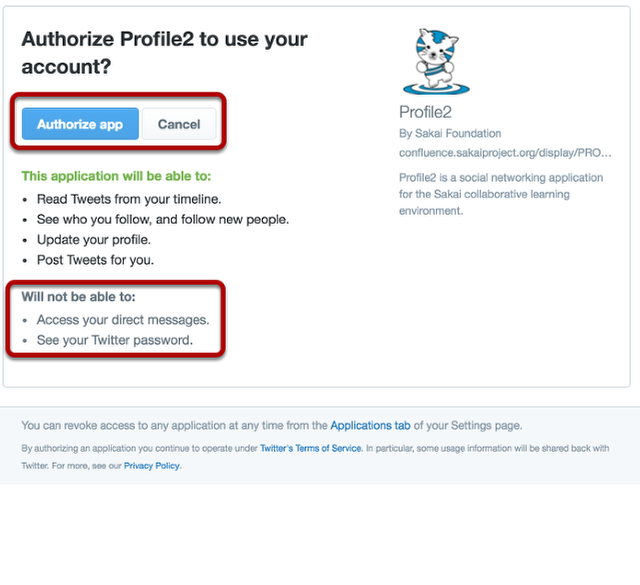 Authorize Profile2 to use your
account?
Authorize app
Cancel
This application will be able to:
• Read Tweets from your timeline.
• See who you follow, and follow new people.
• Update your profile.
• Post Tweets for you.
Will not be able to:
• Access your direct messages.
• See your Twitter password.
Profile2
By Sakai Foundation
confluence.sakaiproject.org/display/PRO...
Profile2 is a social networking application
for the Sakai collaborative learning
environment.
You can revoke access to any application at any time from the Applications tab of your Settings page.
By authorizing an application you continue to operate under Twitter's Terms of Service. In particular, some usage information will be shared back with
Twitter. For more, see our Privacy Policy.